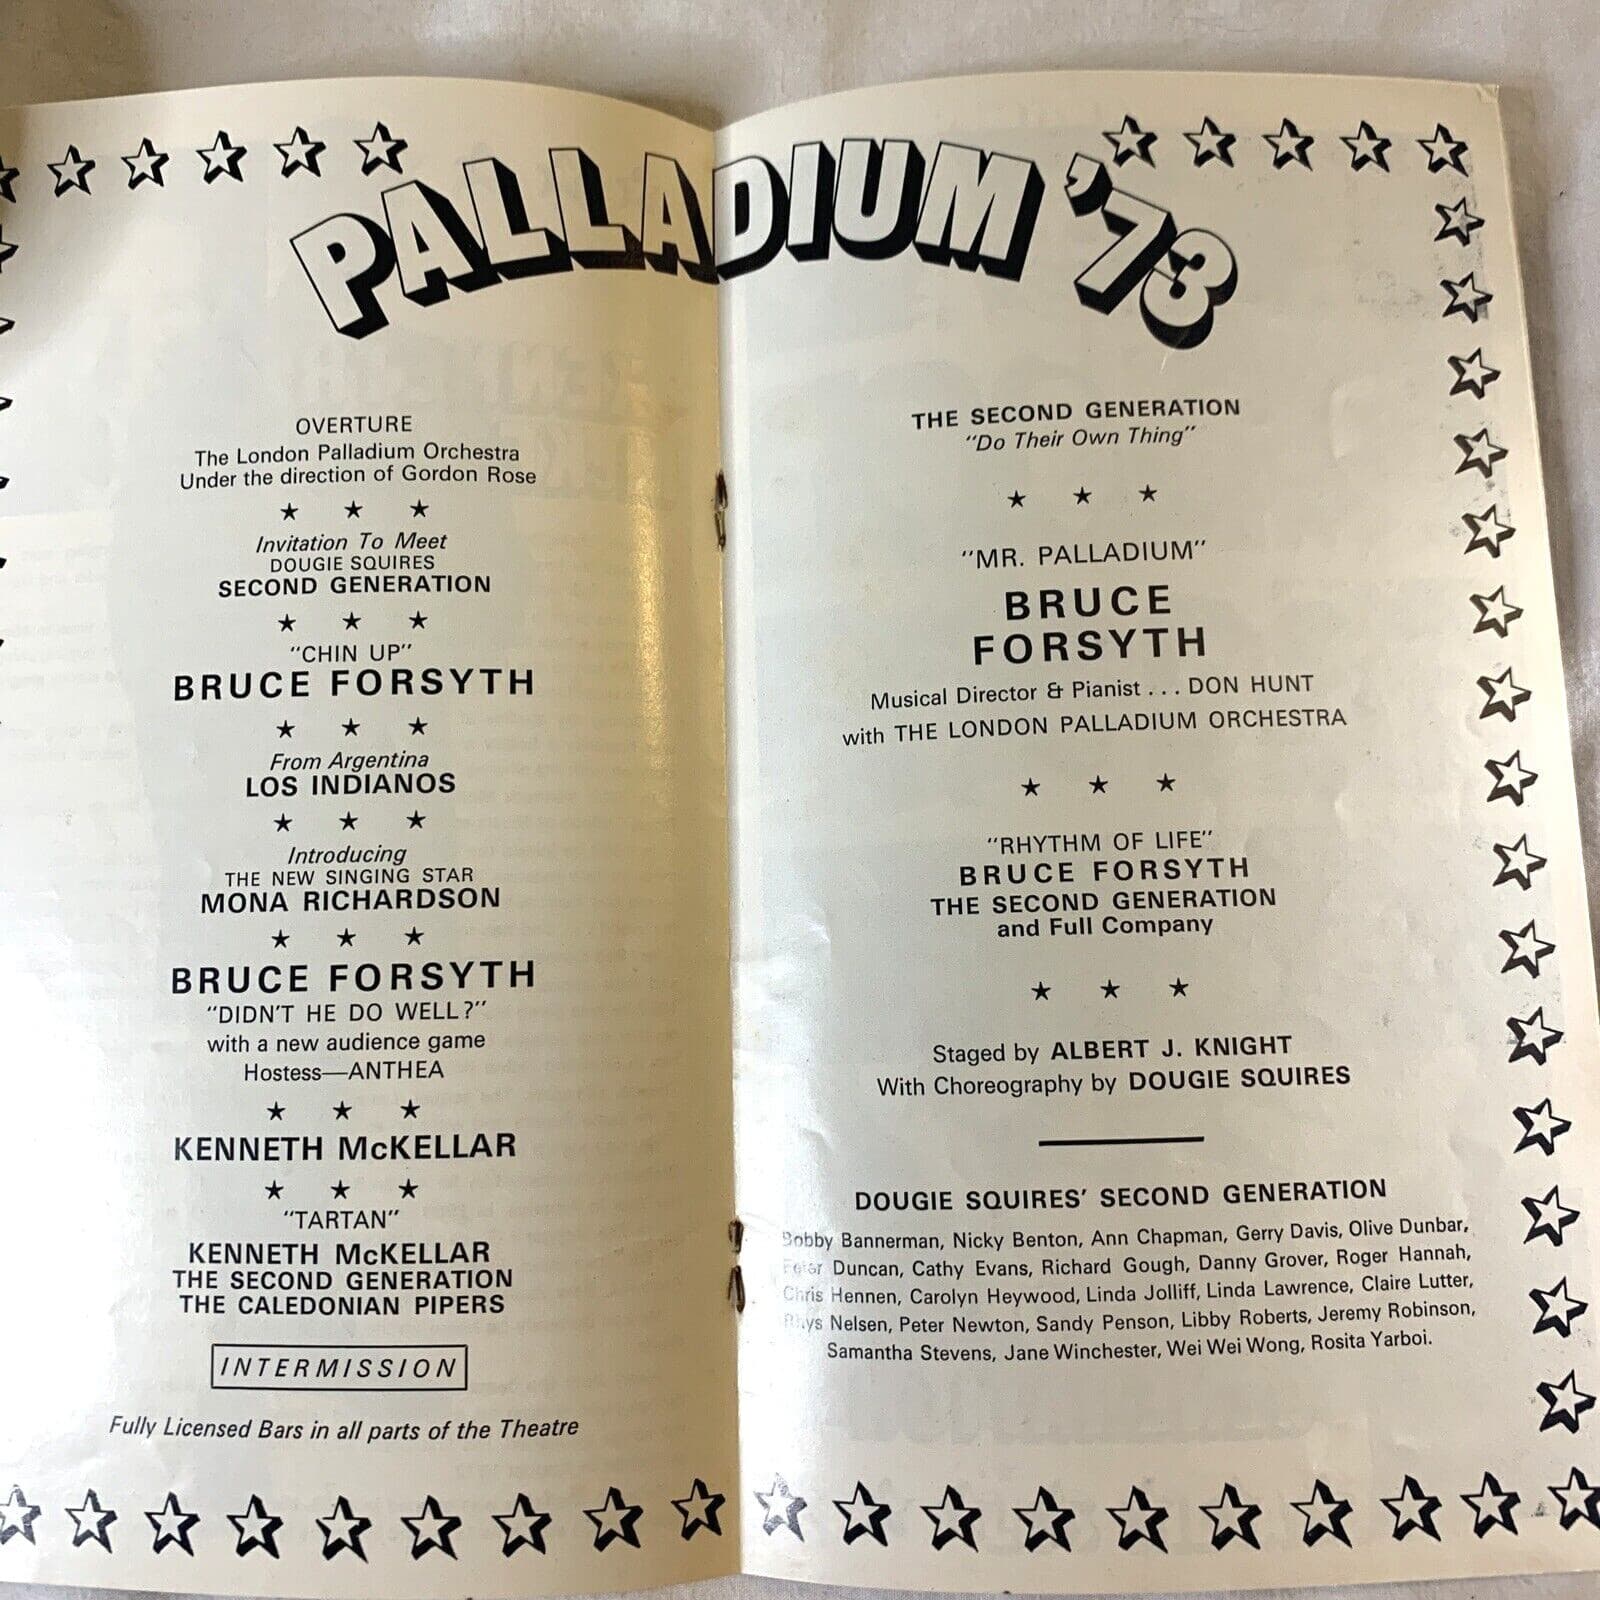 PALLADIUM '73
OVERTURE
The London Palladium Orchestra
Under the direction of Gordon Rose
Invitation To Meet
DOUGIE SQUIRES
SECOND GENERATION
"CHIN UP"
BRUCE FORSYTH
From Argentina
LOS INDIANOS
Introducing
THE NEW SINGING STAR
MONA RICHARDSON
BRUCE FORSYTH
"DIDN'T HE DO WELL?"
with a new audience game
Hostess—ANTHEA
KENNETH McKELLAR
"TARTAN"
KENNETH McKELLAR
THE SECOND GENERATION
THE CALEDONIAN PIPERS
INTERMISSION
Fully Licensed Bars in all parts of the Theatre
THE SECOND GENERATION
"Do Their Own Thing"
"MR. PALLADIUM"
BRUCE
FORSYTH
Musical Director & Pianist . . . DON HUNT
with THE LONDON PALLADIUM ORCHESTRA
"RHYTHM OF LIFE"
BRUCE FORSYTH
THE SECOND GENERATION
and Full Company
Staged by ALBERT J. KNIGHT
With Choreography by DOUGIE SQUIRES
DOUGIE SQUIRES' SECOND GENERATION
Bobby Bannerman, Nicky Benton, Ann Chapman, Gerry Davis, Olive Dunbar,
Peter Duncan, Cathy Evans, Richard Gough, Danny Grover, Roger Hannah,
Chris Hennen, Carolyn Heywood, Linda Jolliff, Linda Lawrence, Claire Lutter,
Rhys Nelsen, Peter Newton, Sandy Penson, Libby Roberts, Jeremy Robinson,
Samantha Stevens, Jane Winchester, Wei Wei Wong, Rosita Yarboi.